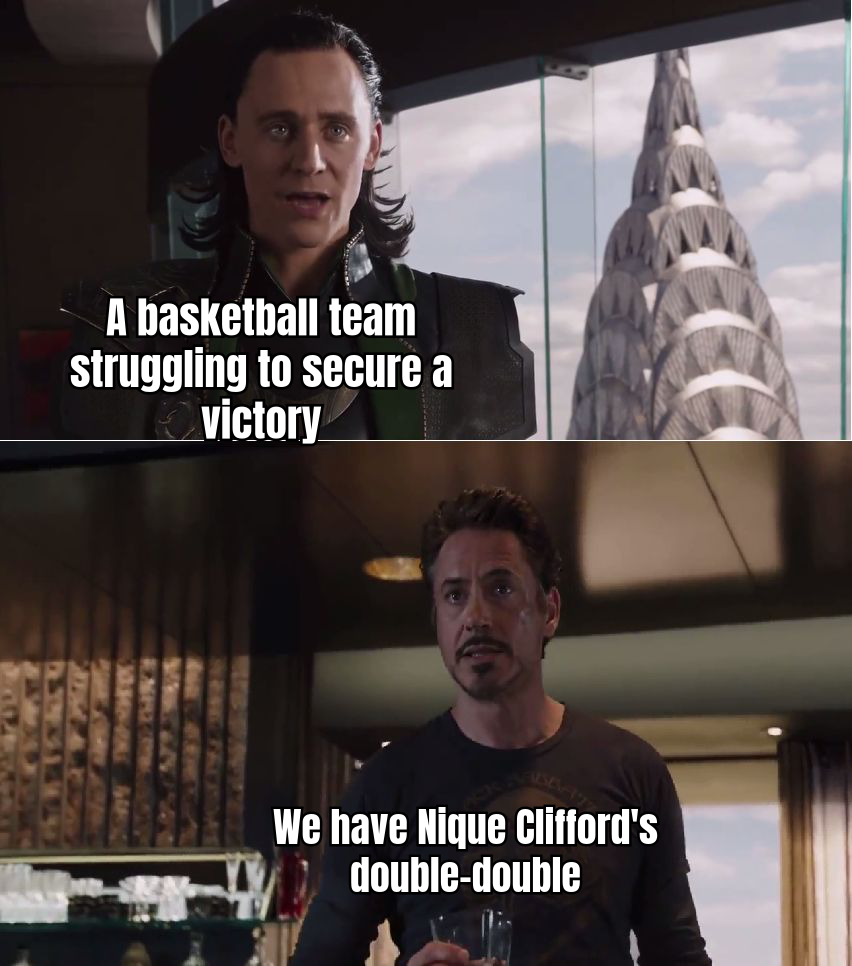 A basketball team
struggling to secure a
victory
We have Nique Clifford's
double-double